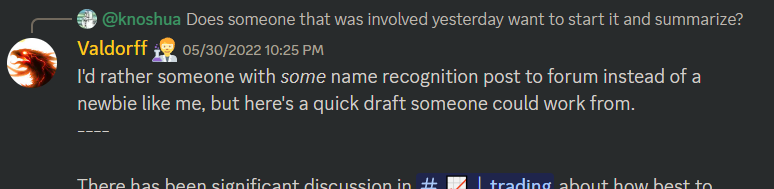 @knoshua Does someone that was involved yesterday want to start it and summarize?
Valdorff 05/30/2022 10:25 PM
I'd rather someone with some name recognition post to forum instead of a
newbie like me, but here's a quick draft someone could work from.
----
There has been significant discussion in # | trading about how best to